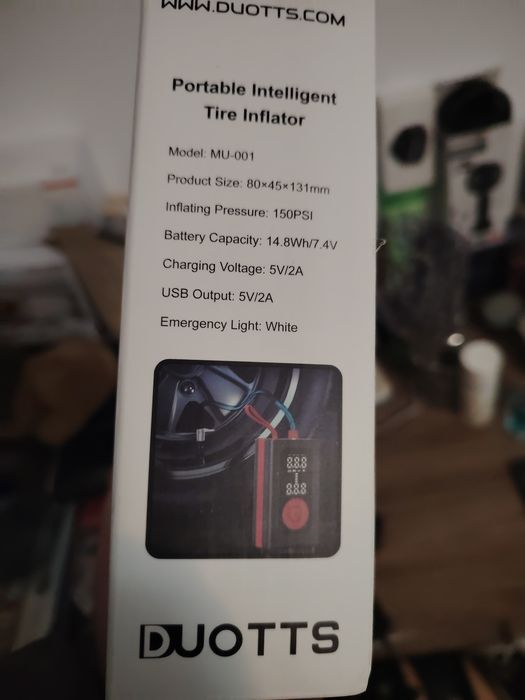 WWW.DUOTTS.COM
Portable Intelligent
Tire Inflator
Model: MU-001
Product Size: 80×45×131mm
Inflating Pressure: 150PSI
Battery Capacity: 14.8Wh/7.4V
Charging Voltage: 5V/2A
USB Output: 5V/2A
Emergency Light: White
DUOTTS